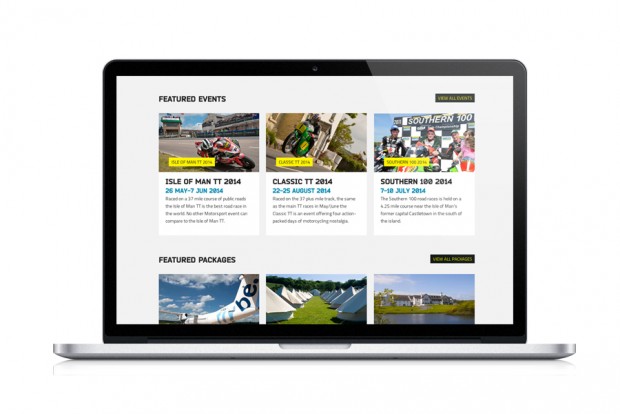 FEATURED EVENTS
VIEW ALL EVENTS
SOUTHERN 100
Championship
ISLE OF MAN TT 2014
CLASSIC TT 2014
SOUTHERN 100 2014
ISLE OF MAN TT 2014
26 MAY-7 JUN 2014
Raced on a 37 mile course of public roads
the Isle of Man TT is the best road race in
the world. No other Motorsport event can
compare to the Isle of Man TT.
CLASSIC TT 2014
22-25 AUGUST 2014
Raced on the 37 plus mile track, the same
as the main TT races in May/June the
Classic TT is an event offering four action-
packed days of motorcycling nostalgia.
SOUTHERN 100 2014
7-10 JULY 2014
The Southern 100 road races is held on a
4.25 mile course near the Isle of Man's
former capital Castletown in the south of
the island.
FEATURED PACKAGES
VIEW ALL PACKAGES
be.